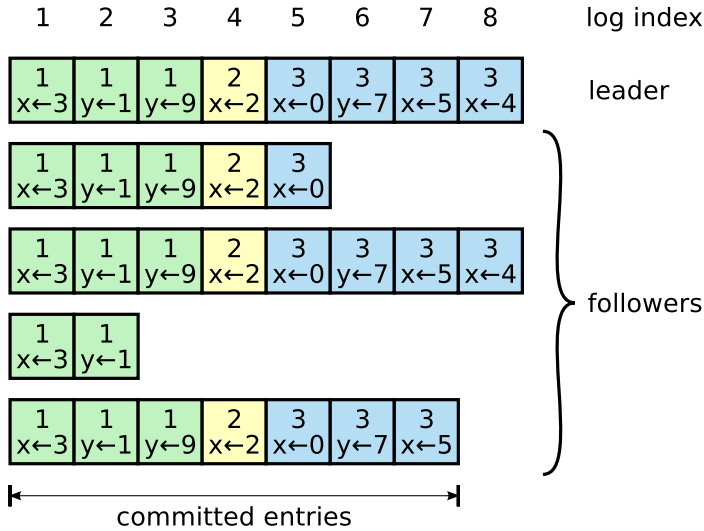 1 2 3 4 5 6 7 8 log index
1 1 1 2 3 3 3 3
x←3 y←1 y←9 x←2 x←0 y←7 x←5 x←4
leader
1 1 1 2 3
x←3 y←1 y←9 x←2 x←0
1 1 1 2 3 3 3 3
x←3 y←1 y←9 x←2 x←0 y←7 x←5 x←4
followers
1 1
x←3 y←1
1 1 1 2 3 3 3
x←3 y←1 y←9 x←2 x←0 y←7 x←5
committed entries